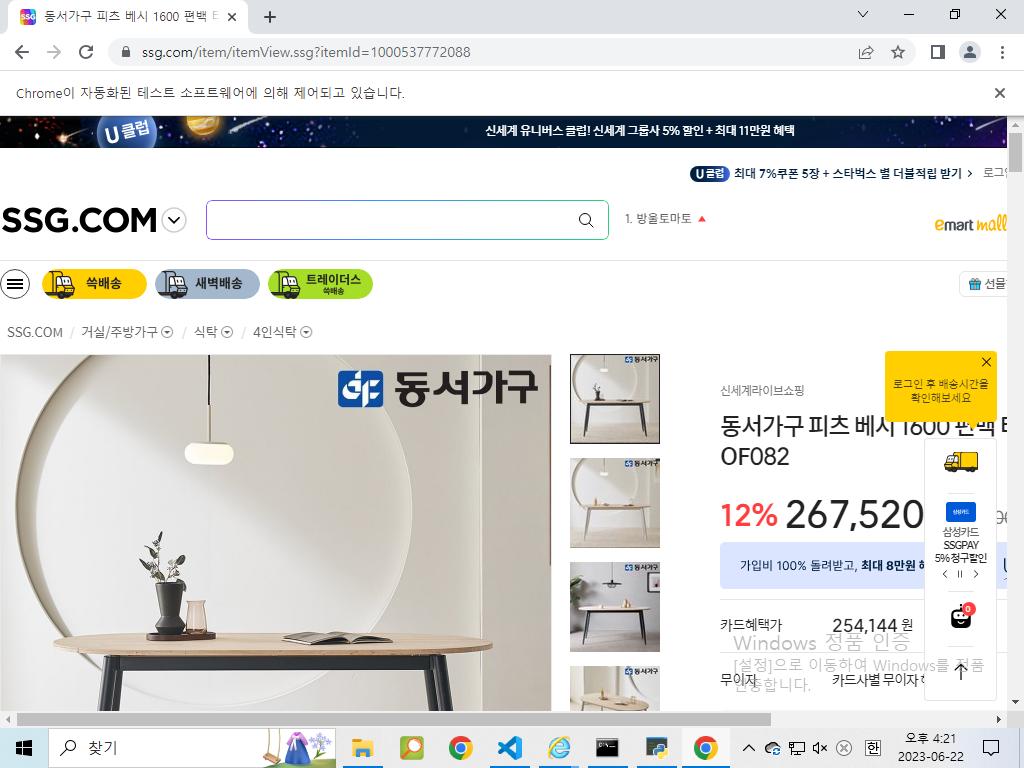 동서가구 피츠 베시 1600 편백
ssg.com/item/itemView.ssg?itemId=1000537772088
Chrome이 자동화된 테스트 소프트웨어에 의해 제어되고 있습니다.
U 클럽
신세계 유니버스 클럽! 신세계 그룹사 5% 할인 + 최대 11만원 혜택
U 클럽 최대 7%쿠폰 5장 + 스타벅스 별 더블적립 받기 >
SSG.COM
1. 방울토마토
emart mall
쓱배송
새벽배송
트레이더스
쓱배송
선물
SSG.COM / 거실/주방가구 / 식탁 / 4인식탁
동서가구
로그인 후 배송시간을
확인해보세요
신세계라이브쇼핑
동서가구 피츠 베시 1600 편백
OF082
12% 267,520
삼성카드
삼성카드
SSGPAY
5% 청구할인
가입비 100% 돌려받고, 최대 8만원
0
카드혜택가 254,144 원
무이자 카드사별 무이자
Windows 정품 인증
[설정]으로 이동하여 Windows를 정품
인증합니다.
찾기
한
오후 4:21
2023-06-22